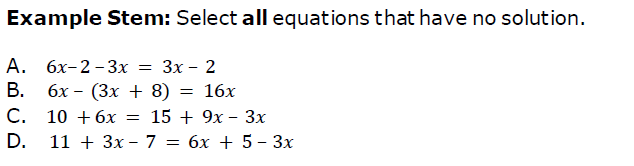 Example Stem: Select all equations that have no solution.
A. 6x – 2 – 3x = 3x – 2
B. 6x – (3x + 8) = 16x
C. 10 + 6x = 15 + 9x – 3x
D. 11 + 3x – 7 = 6x + 5 – 3x